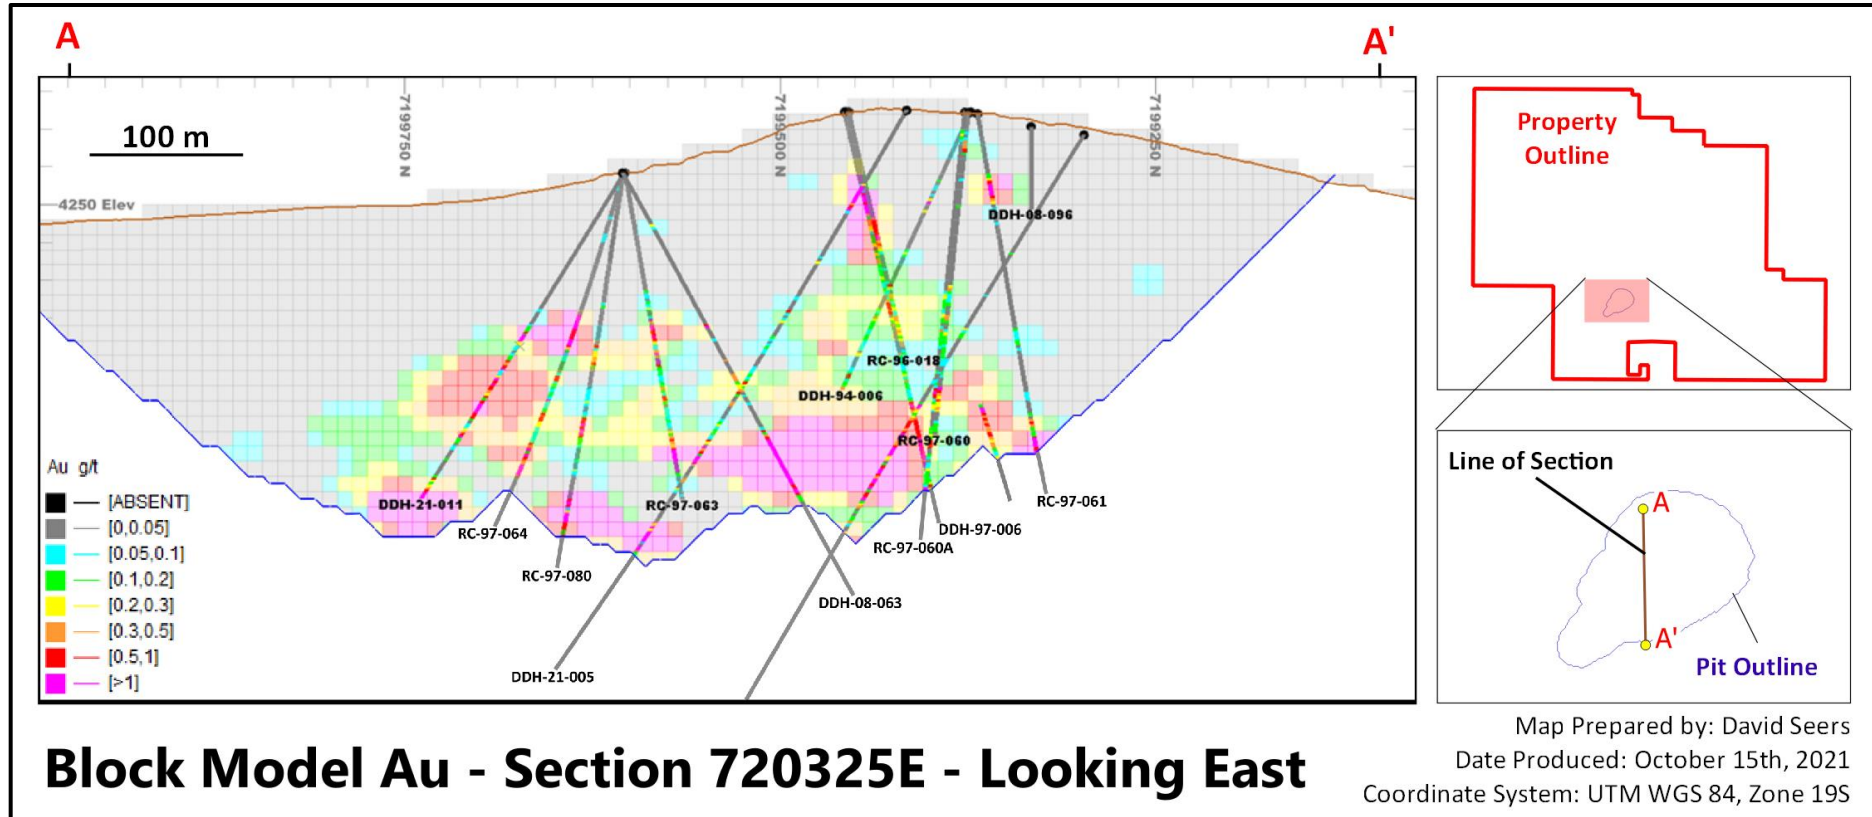 A
A'
100 m
7199750 N
7199500 N
7199250 N
4250 Elev
DDH-08-096
RC-96-018
DDH-94-006
RC-97-060
DDH-21-011
RC-97-063
RC-97-061
RC-97-064
DDH-97-006
RC-97-060A
RC-97-080
DDH-08-063
DDH-21-005
Au g/t
[ABSENT]
[0,0.05]
[0.05,0.1]
[0.1,0.2]
[0.2,0.3]
[0.3,0.5]
[0.5,1]
[>1]
Property
Outline
Line of Section
A
A'
Pit Outline
Block Model Au - Section 720325E - Looking East
Map Prepared by: David Seers
Date Produced: October 15th, 2021
Coordinate System: UTM WGS 84, Zone 19S